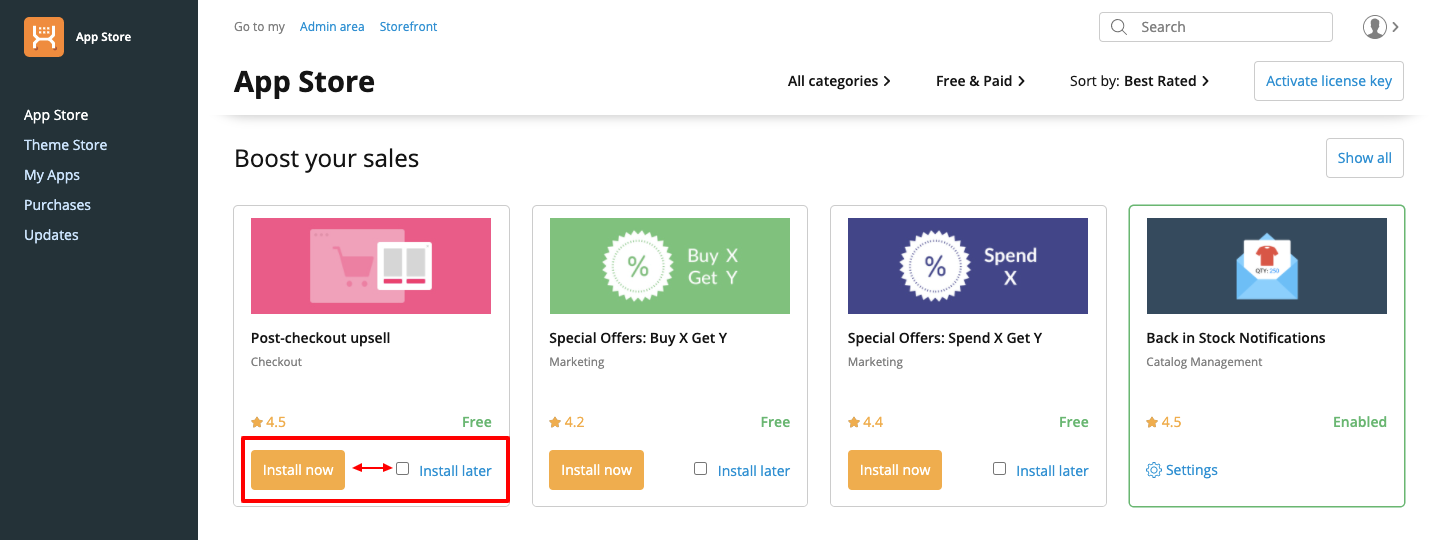 App Store
Go to my Admin area Storefront
Search
App Store
All categories
Free & Paid
Sort by: Best Rated
Activate license key
App Store
Theme Store
My Apps
Purchases
Updates
Boost your sales
Show all
Post-checkout upsell
Checkout
4.5 Free
Install now Install later
% Buy X
Get Y
Special Offers: Buy X Get Y
Marketing
4.2 Free
Install now Install later
% Spend
X
Special Offers: Spend X Get Y
Marketing
4.4 Free
Install now Install later
QTY: 250
Back in Stock Notifications
Catalog Management
4.5 Enabled
Settings